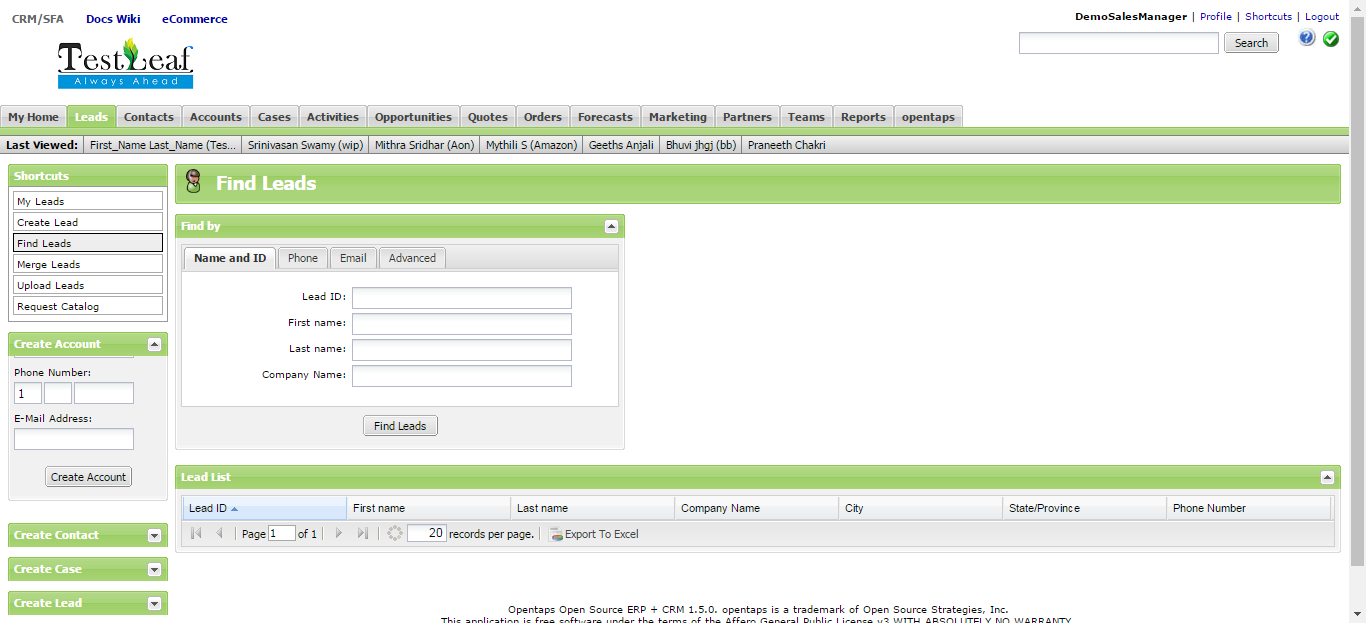 CRM/SFA Docs Wiki eCommerce
DemoSalesManager | Profile | Shortcuts | Logout
TestLeaf
Always Ahead
Search
My Home Leads Contacts Accounts Cases Activities Opportunities Quotes Orders Forecasts Marketing Partners Teams Reports opentaps
Last Viewed: First_Name Last_Name (Tes... Srinivasan Swamy (wip) Mithra Sridhar (Aon) Mythili S (Amazon) Geeths Anjali Bhuvi jhgj (bb) Praneeth Chakri
Shortcuts
My Leads
Create Lead
Find Leads
Merge Leads
Upload Leads
Request Catalog
Create Account
Phone Number:
1
E-Mail Address:
Create Account
Create Contact
Create Case
Create Lead
Find Leads
Find by
Name and ID Phone Email Advanced
Lead ID:
First name:
Last name:
Company Name:
Find Leads
Lead List
Lead ID First name Last name Company Name City State/Province Phone Number
Page 1 of 1 20 records per page. Export To Excel
Opentaps Open Source ERP + CRM 1.5.0. opentaps is a trademark of Open Source Strategies, Inc.
This application is free software under the terms of the Affero General Public License v3 WITH ABSOLUTELY NO WARRANTY